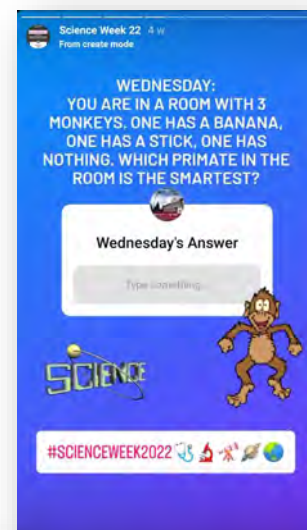 Science Week 22 4 w
From create mode
WEDNESDAY:
YOU ARE IN A ROOM WITH 3
MONKEYS. ONE HAS A BANANA,
ONE HAS A STICK, ONE HAS
NOTHING. WHICH PRIMATE IN THE
ROOM IS THE SMARTEST?
Wednesday's Answer
Type something...
SCIENCE
#SCIENCEWEEK2022